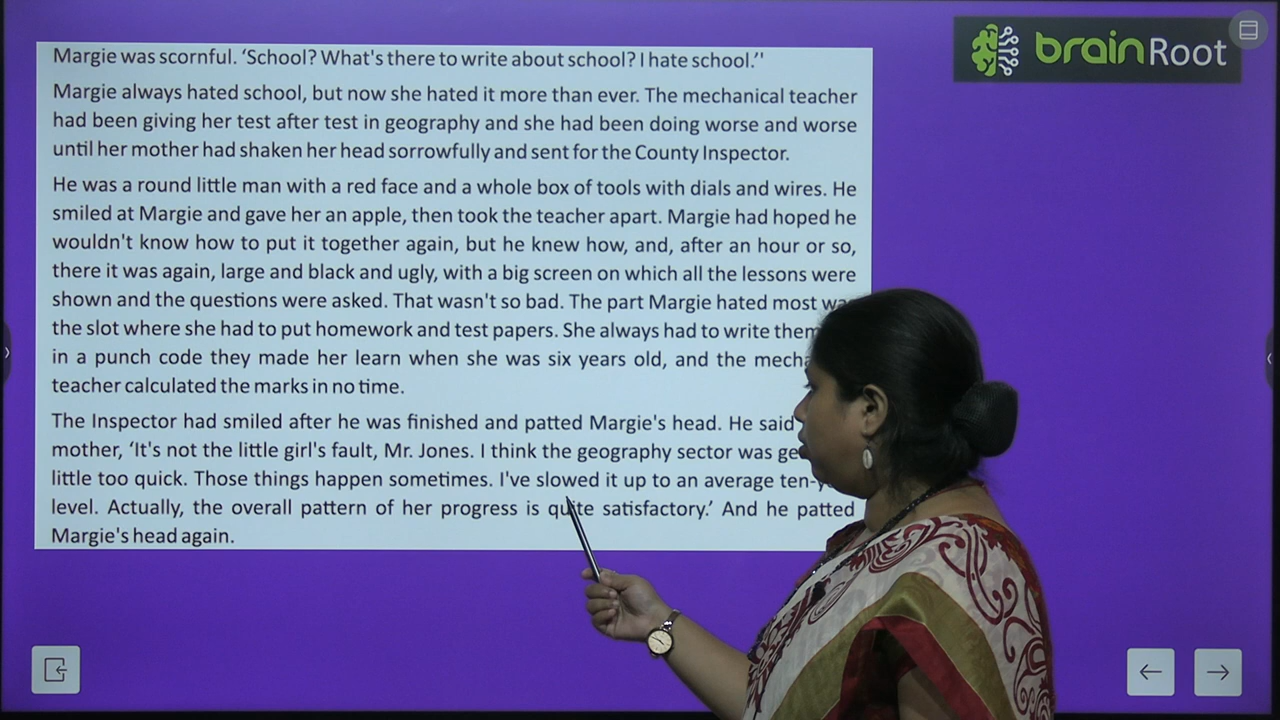 brainRoot
Margie was scornful. ‘School? What's there to write about school? I hate school.’'
Margie always hated school, but now she hated it more than ever. The mechanical teacher
had been giving her test after test in geography and she had been doing worse and worse
until her mother had shaken her head sorrowfully and sent for the County Inspector.
He was a round little man with a red face and a whole box of tools with dials and wires. He
smiled at Margie and gave her an apple, then took the teacher apart. Margie had hoped he
wouldn't know how to put it together again, but he knew how, and, after an hour or so,
there it was again, large and black and ugly, with a big screen on which all the lessons were
shown and the questions were asked. That wasn't so bad. The part Margie hated most
the slot where she had to put homework and test papers. She always had to write them
in a punch code they made her learn when she was six years old, and the
teacher calculated the marks in no time.
The Inspector had smiled after he was finished and patted Margie's head. He said
mother, ‘It's not the little girl's fault, Mr. Jones. I think the geography sector was
little too quick. Those things happen sometimes. I've slowed it up to an average
level. Actually, the overall pattern of her progress is quite satisfactory.’ And he patted
Margie's head again.